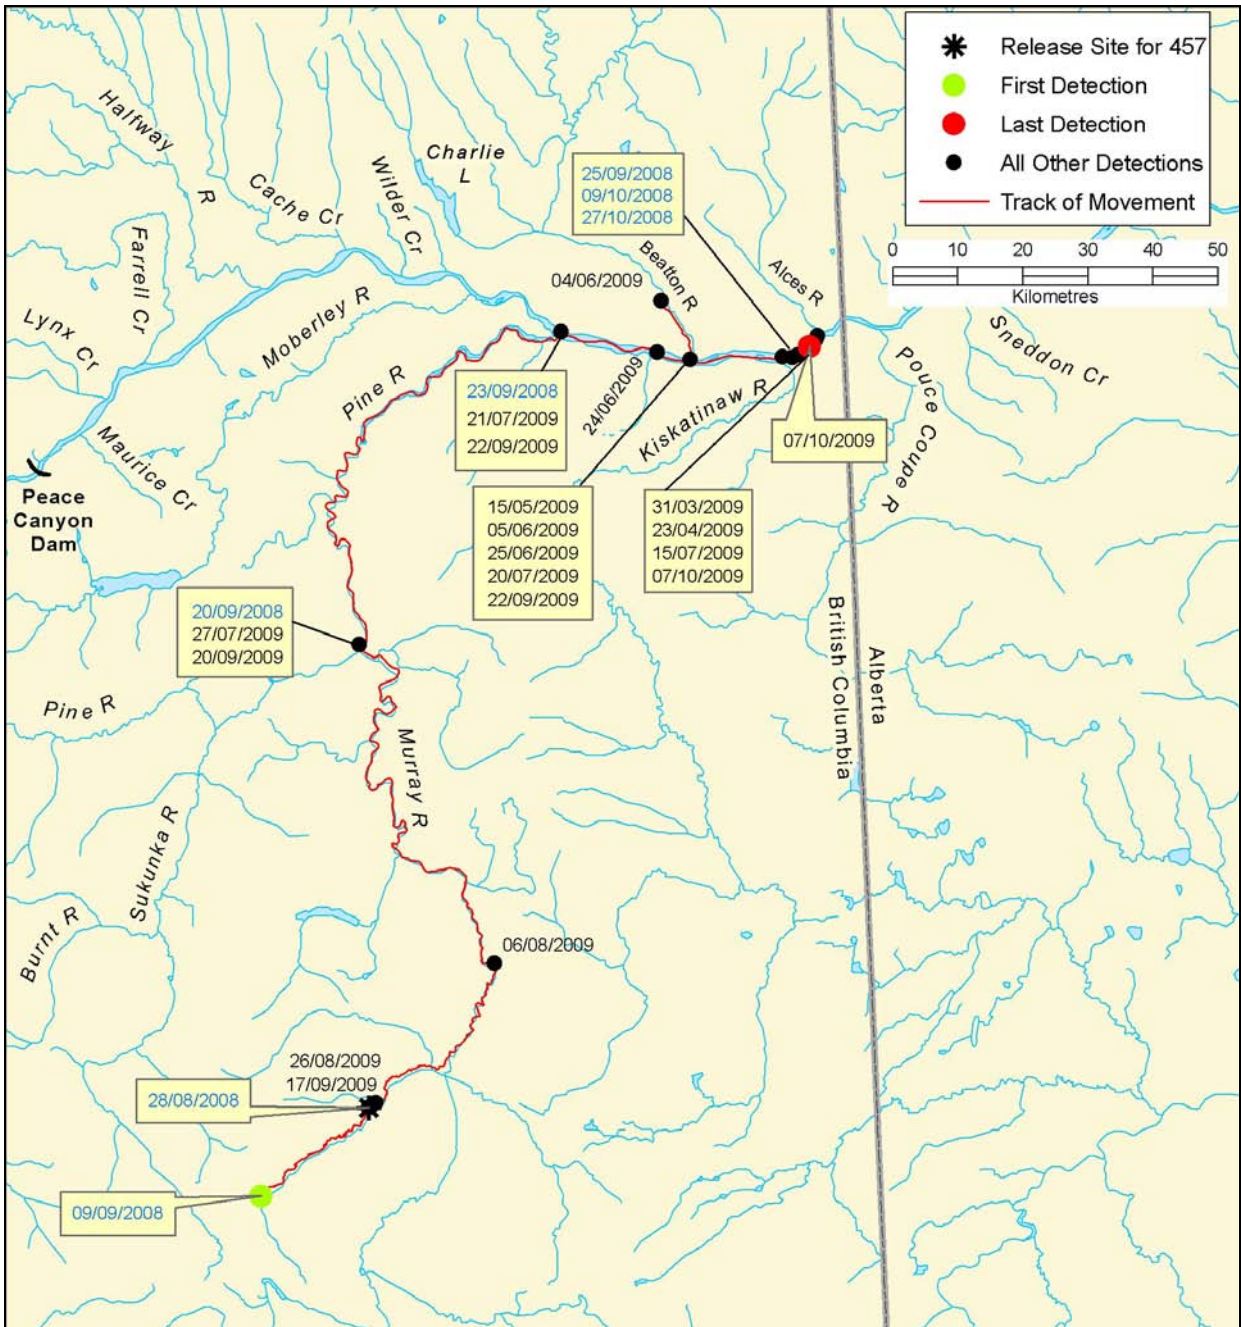 Release Site for 457
First Detection
Last Detection
All Other Detections
Track of Movement
0 10 20 30 40 50
Kilometres
Halfway
R
Cache Cr
Wilder Cr
Charlie
L
25/09/2008
09/10/2008
27/10/2008
Farrell Cr
Lynx Cr
Moberley R
Beatton R
04/06/2009
Alces R
Sneddon Cr
Pouce Coupe R
Pine R
Maurice Cr
Peace
Canyon
Dam
23/09/2008
21/07/2009
22/09/2009
24/06/2009
Kiskatinaw R
07/10/2009
15/05/2009
05/06/2009
25/06/2009
20/07/2009
22/09/2009
31/03/2009
23/04/2009
15/07/2009
07/10/2009
20/09/2008
27/07/2009
20/09/2009
British Columbia
Alberta
Pine R
Murray R
Sukunka R
Burnt R
06/08/2009
26/08/2009
17/09/2009
28/08/2008
09/09/2008